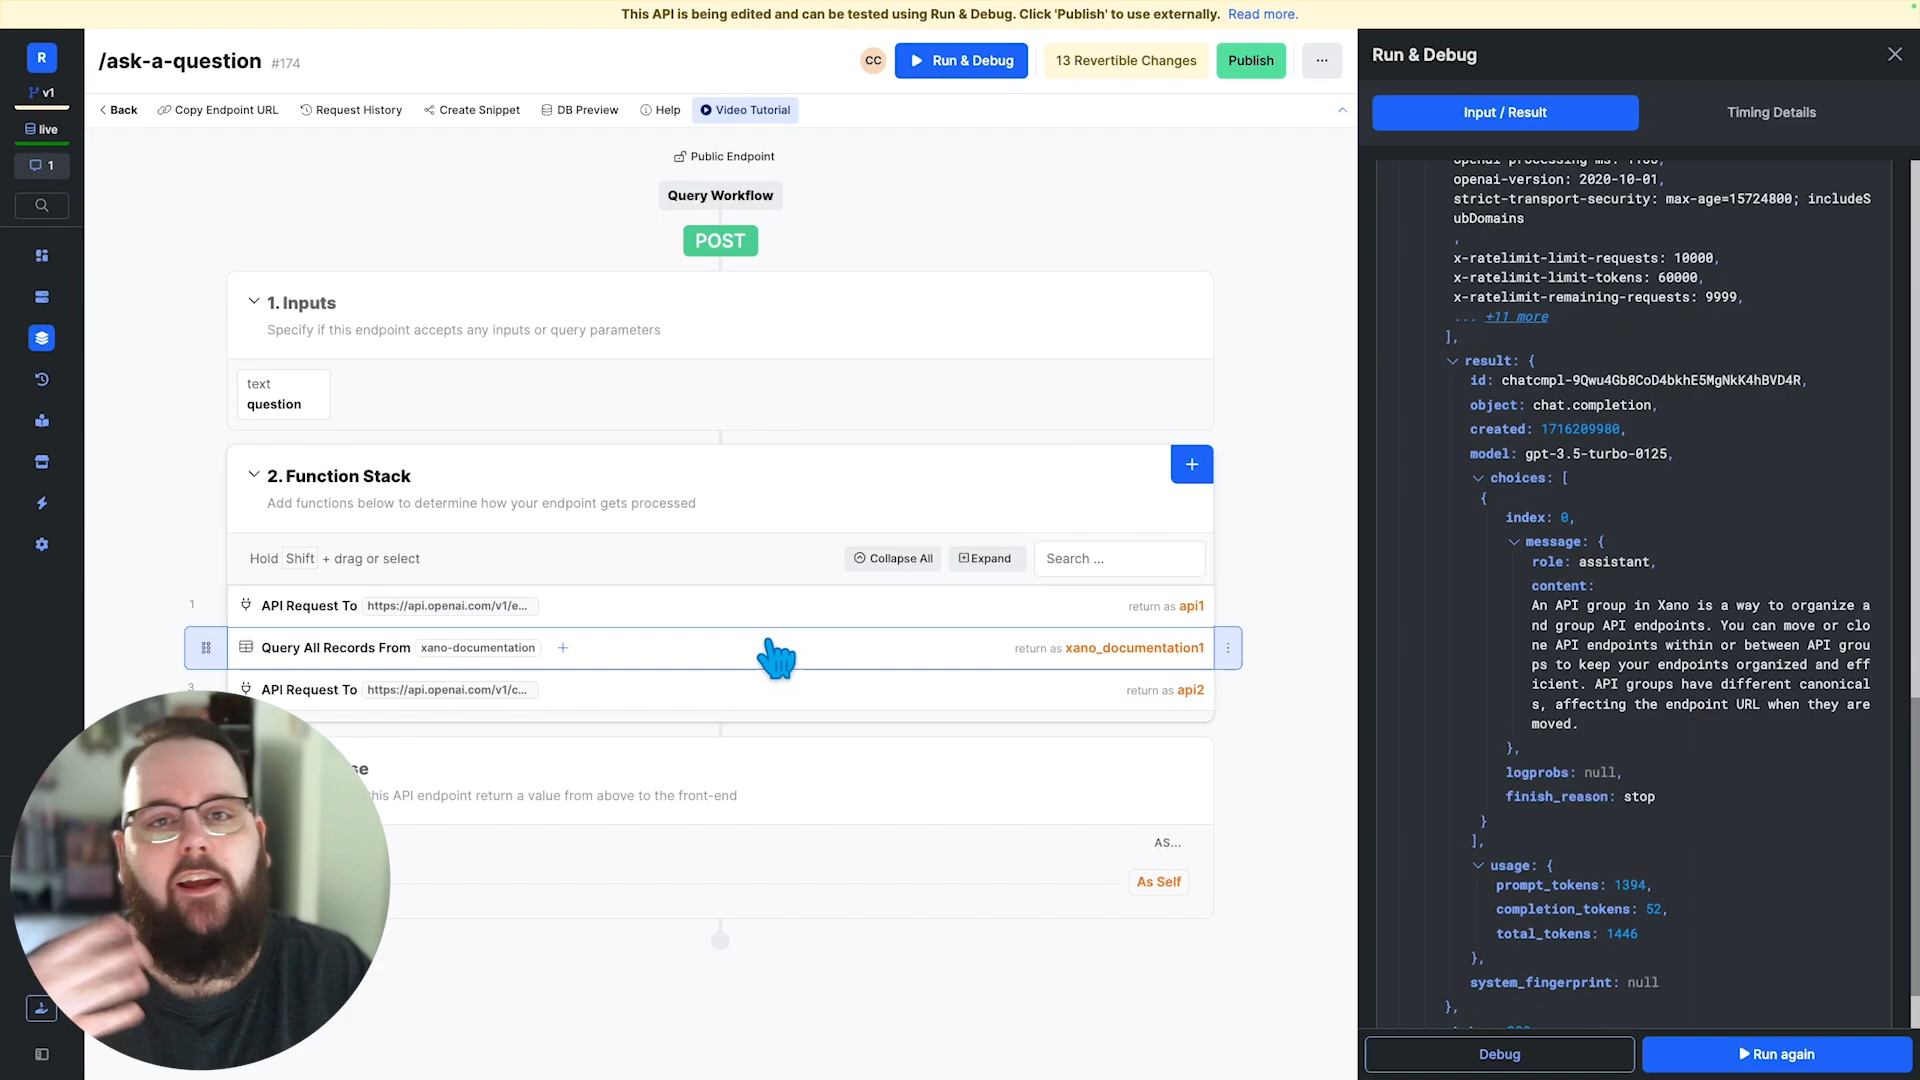 This API is being edited and can be tested using Run & Debug. Click 'Publish' to use externally. Read more.
R
v1
live
1
/ask-a-question #174
CC
Run & Debug
13 Revertible Changes
Publish
...
Back
Copy Endpoint URL
Request History
Create Snippet
DB Preview
Help
Video Tutorial
Public Endpoint
Query Workflow
POST
1. Inputs
Specify if this endpoint accepts any inputs or query parameters
text
question
2. Function Stack
Add functions below to determine how your endpoint gets processed
Hold Shift + drag or select
Collapse All
Expand
Search ...
1
API Request To https://api.openai.com/v1/e...
return as api1
Query All Records From xano-documentation
return as xano_documentation1
3
API Request To https://api.openai.com/v1/c...
return as api2
se
this API endpoint return a value from above to the front-end
AS...
As Self
Run & Debug
Input / Result
Timing Details
openai-version: 2020-10-01,
strict-transport-security: max-age=15724800; includeS
ubDomains
,
x-ratelimit-limit-requests: 10000,
x-ratelimit-limit-tokens: 60000,
x-ratelimit-remaining-requests: 9999,
... +11 more
],
result: {
id: chatcmpl-9Qwu4Gb8CoD4bkhE5MgNkK4hBVD4R,
object: chat.completion,
created: 1716209980,
model: gpt-3.5-turbo-0125,
choices: [
{
index: 0,
message: {
role: assistant,
content:
An API group in Xano is a way to organize a
nd group API endpoints. You can move or clo
ne API endpoints within or between API grou
ps to keep your endpoints organized and eff
icient. API groups have different canonical
s, affecting the endpoint URL when they are
moved.
},
logprobs: null,
finish_reason: stop
}
],
usage: {
prompt_tokens: 1394,
completion_tokens: 52,
total_tokens: 1446
},
system_fingerprint: null
},
Debug
Run again